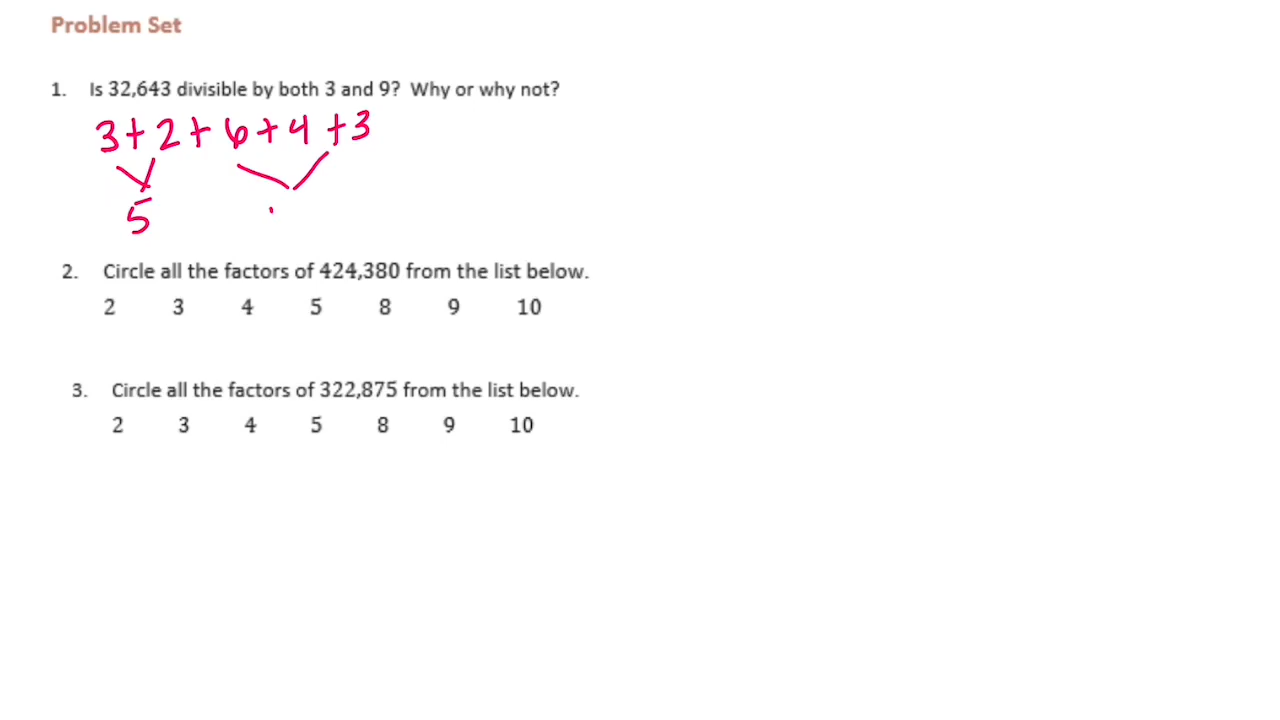 Problem Set
1. Is 32,643 divisible by both 3 and 9? Why or why not?
3+2+6+4+3
5
2. Circle all the factors of 424,380 from the list below.
2 3 4 5 8 9 10
3. Circle all the factors of 322,875 from the list below.
2 3 4 5 8 9 10